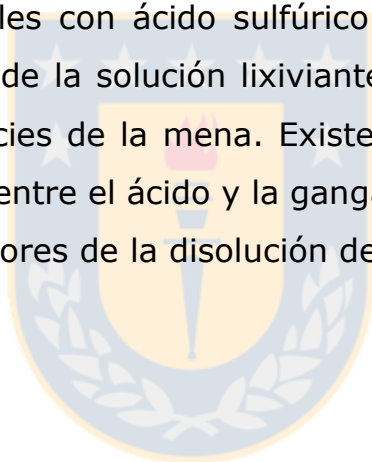 les con ácido sulfúrico
de la solución lixiviante
cies de la mena. Existe
entre el ácido y la ganga
ores de la disolución de